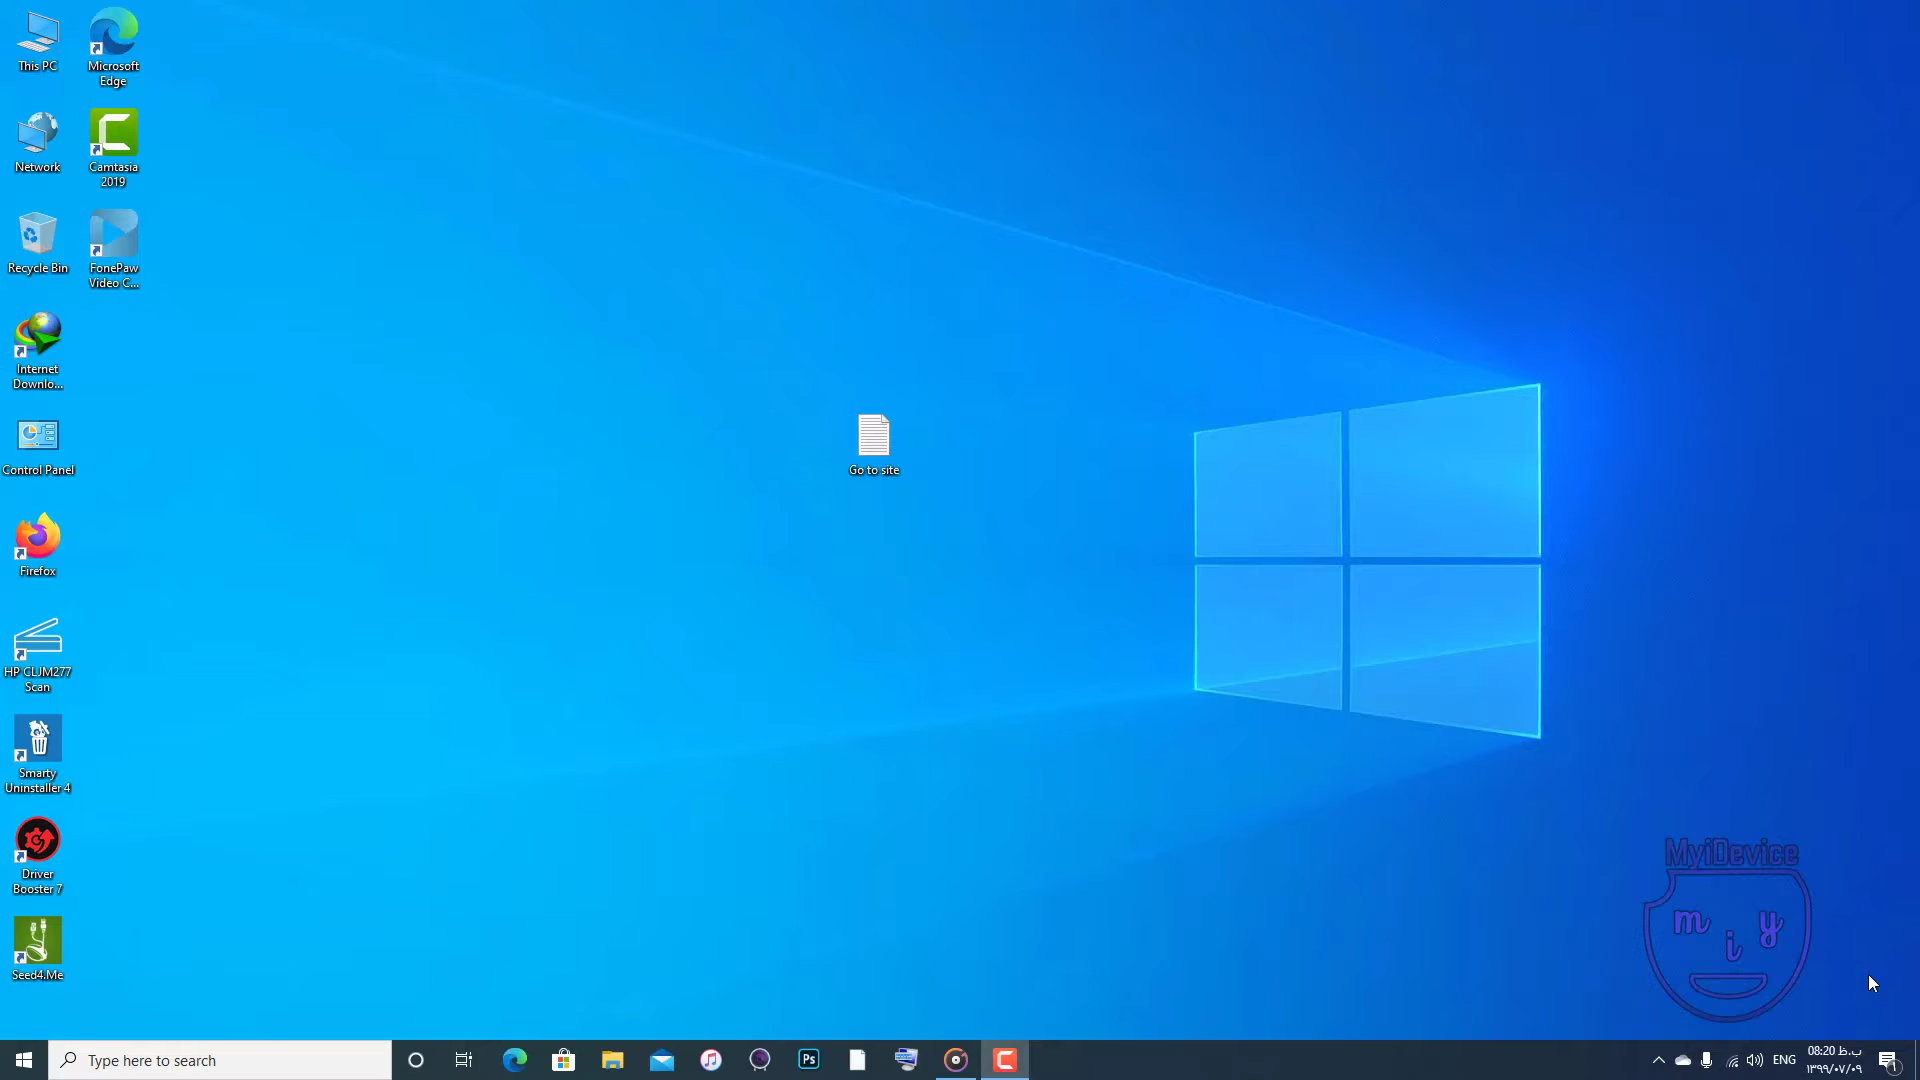 This PC
Microsoft
Edge
Network
Camtasia
2019
Recycle Bin
FonePaw
Video C...
Internet
Downlo...
Control Panel
Go to site
Firefox
HP CLJM277
Scan
Smarty
Uninstaller 4
Driver
Booster 7
Seed4.Me
MyiDevice
m i y
Type here to search
Ps
ENG
08:20 ب.ظ
۱۳۹۹/۰۷/۰۹
1